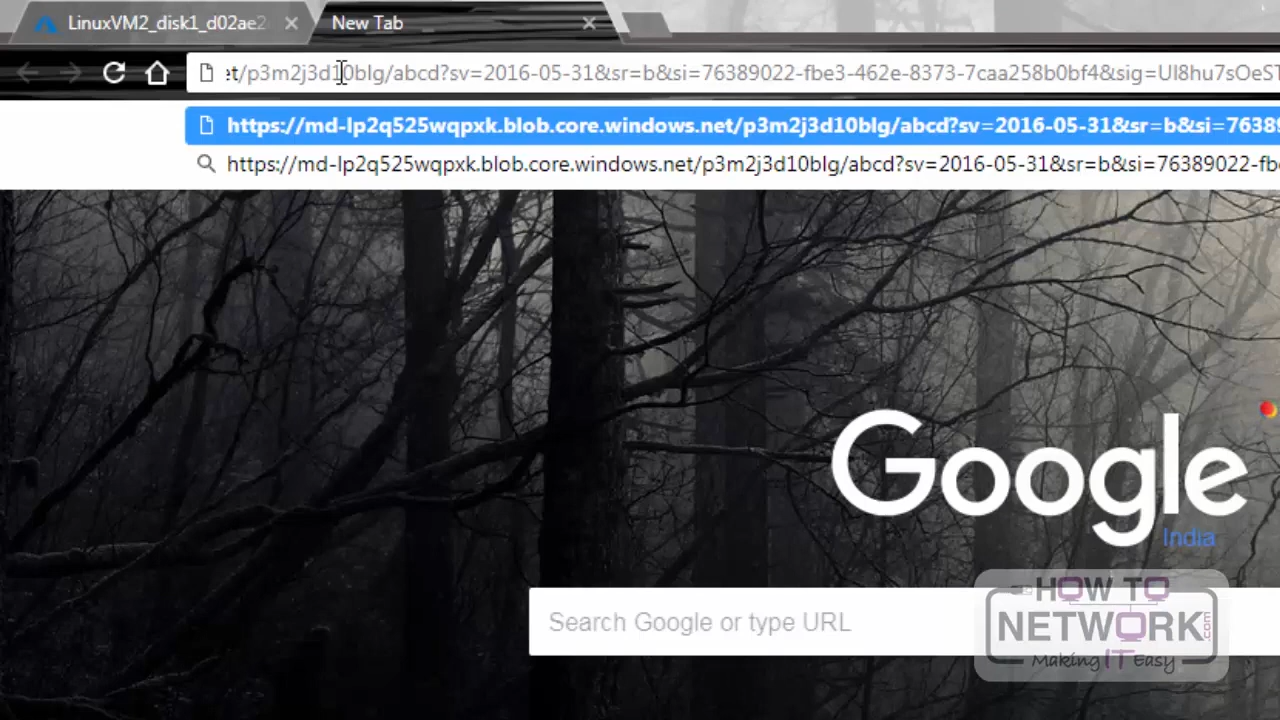 LinuxVM2_disk1_d02ae2
New Tab
et/p3m2j3d10blg/abcd?sv=2016-05-31&sr=b&si=76389022-fbe3-462e-8373-7caa258b0bf4&sig=UI8hu7sOeST
https://md-lp2q525wqpxk.blob.core.windows.net/p3m2j3d10blg/abcd?sv=2016-05-31&sr=b&si=76389
https://md-lp2q525wqpxk.blob.core.windows.net/p3m2j3d10blg/abcd?sv=2016-05-31&sr=b&si=76389022-fb
Google
India
Search Google or type URL
HOW TO
NETWORK.com
Making IT Easy